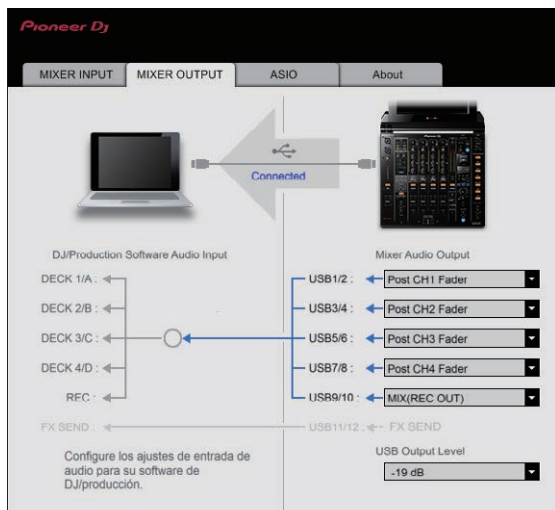 Pioneer Dj
MIXER INPUT
MIXER OUTPUT
ASIO
About
Connected
DJ/Production Software Audio Input
Mixer Audio Output
DECK 1/A :
USB1/2 :
Post CH1 Fader
DECK 2/B :
USB3/4 :
Post CH2 Fader
DECK 3/C :
USB5/6 :
Post CH3 Fader
DECK 4/D :
USB7/8 :
Post CH4 Fader
REC :
USB9/10 :
MIX(REC OUT)
FX SEND :
USB11/12 :
FX SEND
Configure los ajustes de entrada de
audio para su software de
DJ/producción.
USB Output Level
-19 dB